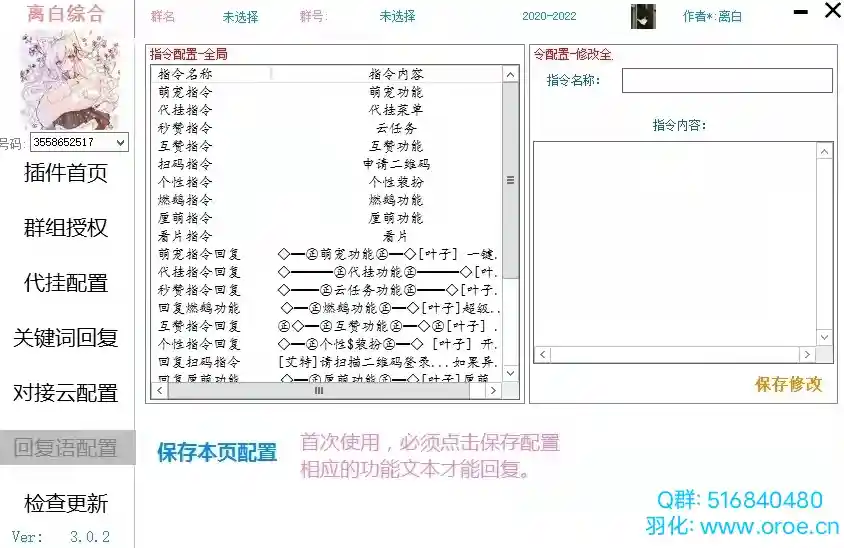 离白综合
群名 未选择 群号: 未选择 2020-2022 作者*:离白
号码: 3558652517
插件首页
群组授权
代挂配置
关键词回复
对接云配置
回复语配置
检查更新
Ver: 3.0.2
指令配置-全局
指令名称 指令内容
萌宠指令 萌宠功能
代挂指令 代挂菜单
秒赞指令 云任务
互赞指令 互赞功能
扫码指令 申请二维码
个性指令 个性装扮
燃鹅指令 燃鹅功能
厘萌指令 厘萌功能
看片指令 看片
萌宠指令回复 ◇━㊣萌宠功能㊣━◇[叶子] 一键.
代挂指令回复 ◇━━━㊣代挂功能㊣━━━◇[叶.
秒赞指令回复 ◇━━㊣云任务功能㊣━━◇[叶子.
回复燃鹅功能 ◇━㊣燃鹅功能㊣━◇[叶子]超级..
互赞指令回复 ㊣◇━㊣互赞功能㊣━◇㊣[叶子] .
个性指令回复 ◇━㊣个性$装扮㊣━◇ [叶子] 开.
回复扫码指令 [艾特]请扫描二维码登录...如果异.
回复厘萌功能 ◇━㊣厘萌功能㊣━◇[叶子]厘萌.
令配置-修改全.
指令名称:
指令内容:
保存修改
保存本页配置
首次使用，必须点击保存配置
相应的功能文本才能回复。
Q群: 516840480
羽化: www.oroe.cn